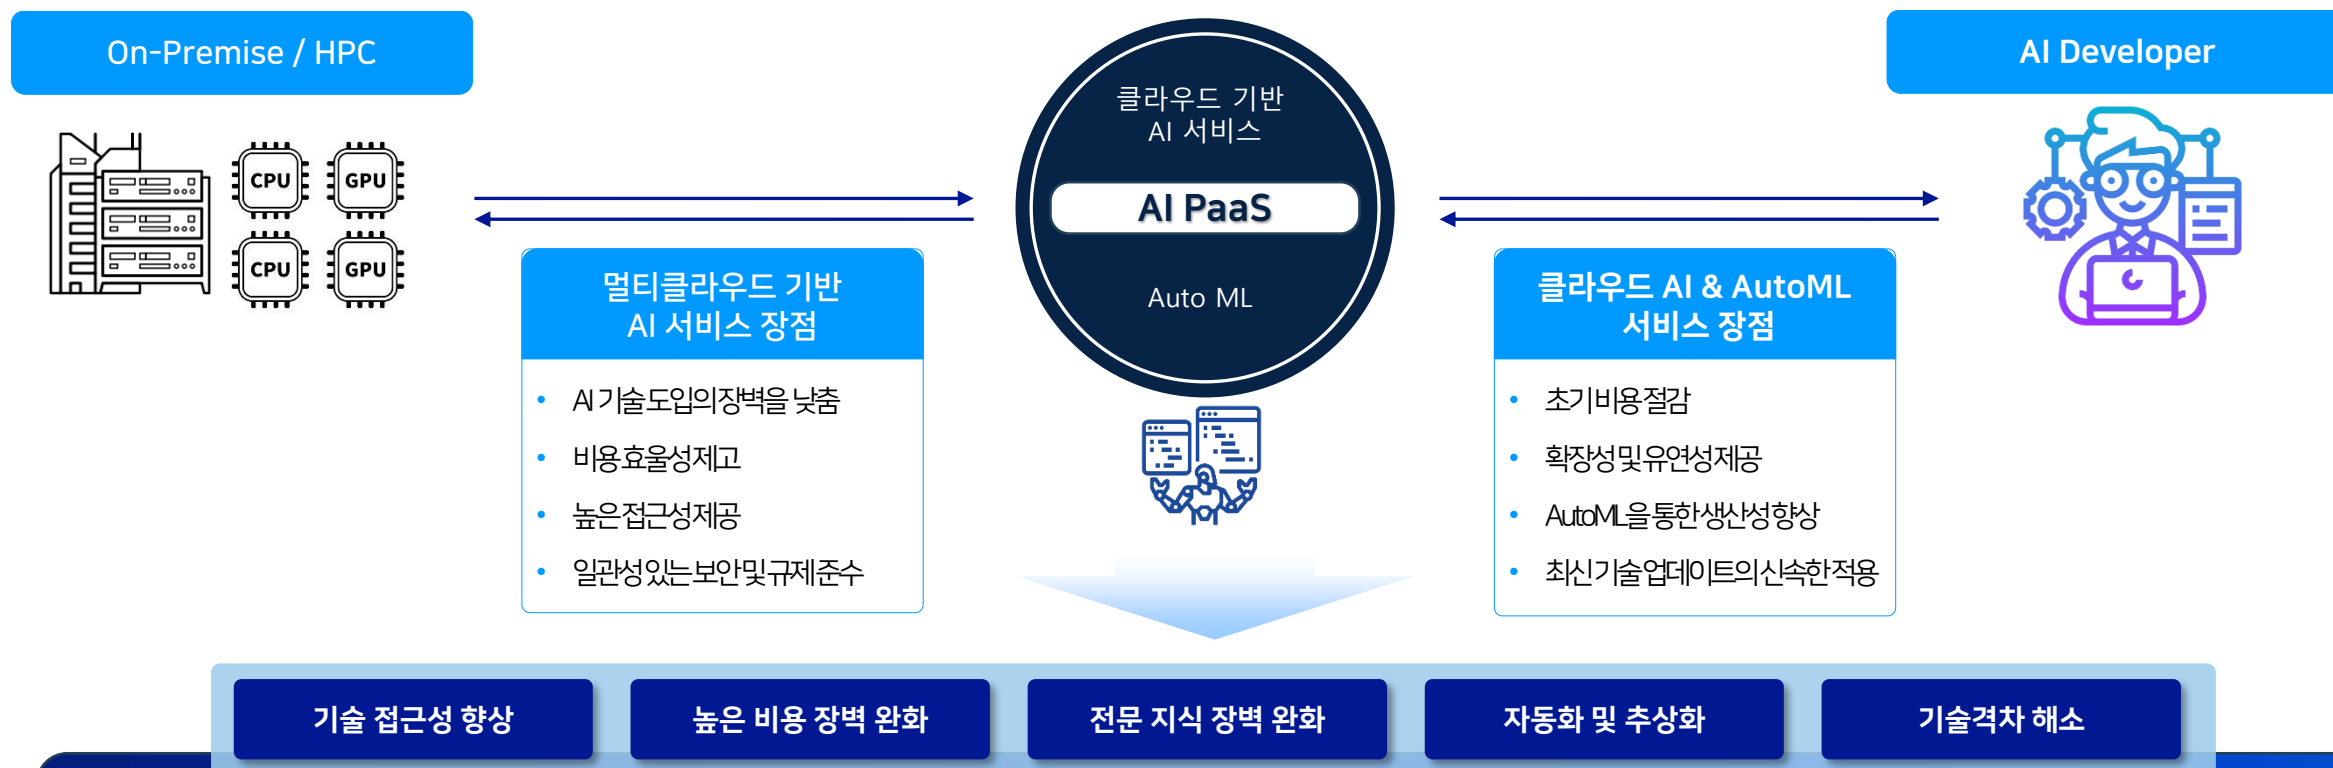 On-Premise / HPC
CPU
GPU
CPU
GPU
멀티클라우드 기반
AI 서비스 장점
AI 기술 도입의 장벽을 낮춤
비용 효율성 제고
높은 접근성 제공
일관성 있는 보안 및 규제 준수
클라우드 기반
AI 서비스
AI PaaS
Auto ML
AI Developer
클라우드 AI & AutoML
서비스 장점
초기 비용 절감
확장성 및 유연성 제공
AutoML을 통한 생산성 향상
최신 기술 업데이트의 신속한 적용
기술 접근성 향상
높은 비용 장벽 완화
전문 지식 장벽 완화
자동화 및 추상화
기술격차 해소